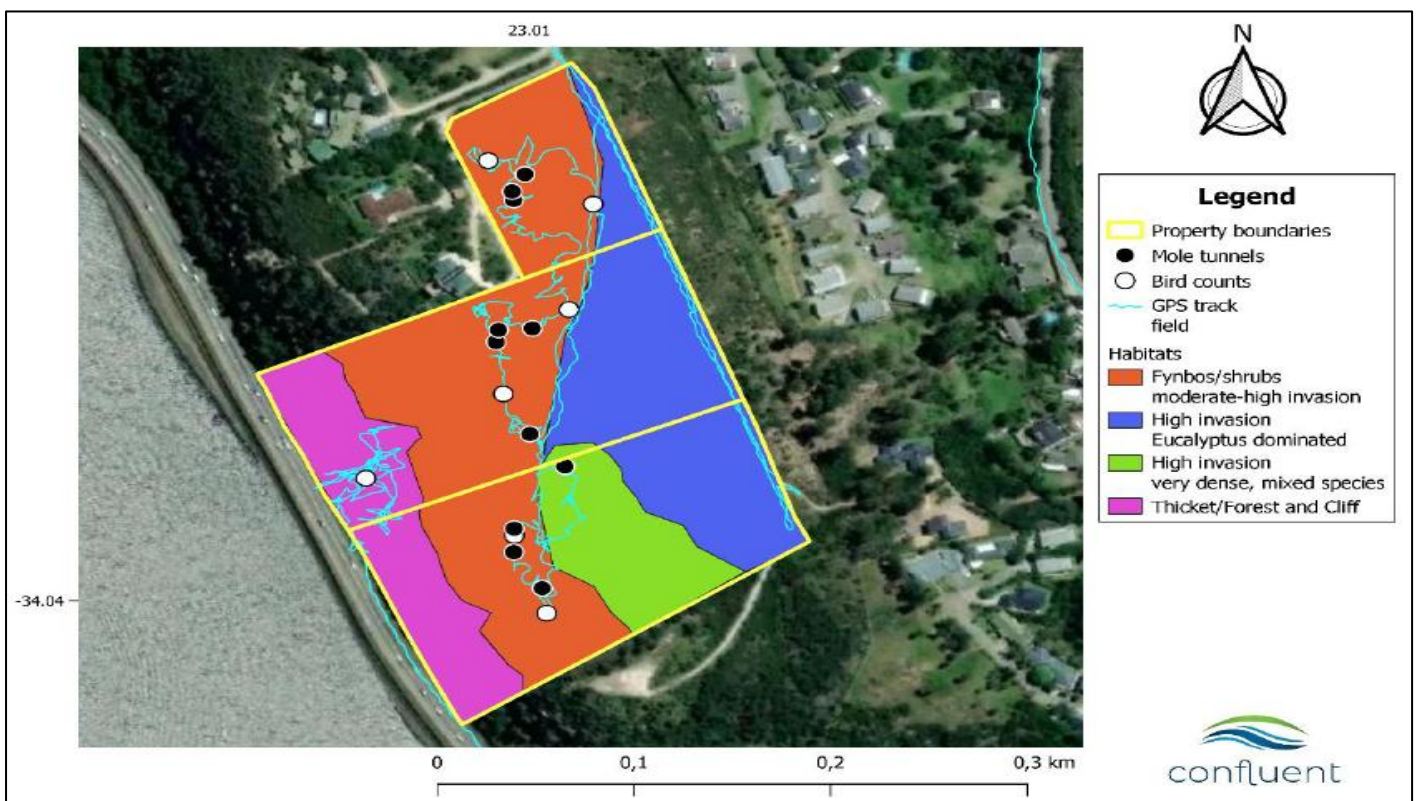 23.01
N
Legend
Property boundaries
Mole tunnels
Bird counts
GPS track
field
Habitats
Fynbos/shrubs
moderate-high invasion
High invasion
Eucalyptus dominated
High invasion
very dense, mixed species
Thicket/Forest and Cliff
-34.04
0
0,1
0,2
0,3 km
confluent